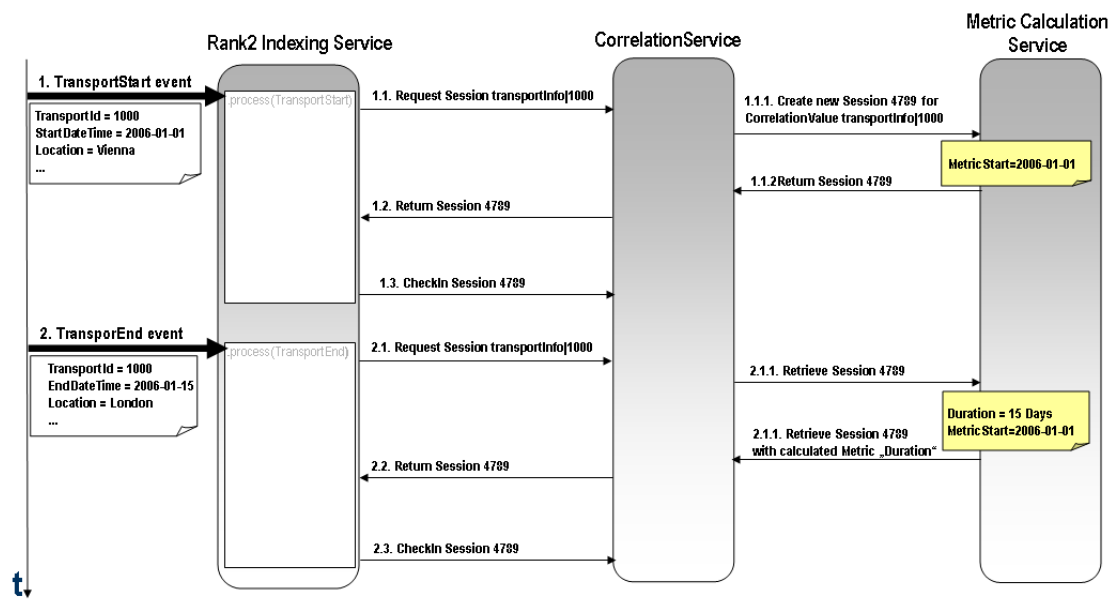 Metric Calculation
Service
Rank2 Indexing Service
CorrelationService
1. TransportStart event
.process(TransportStart)
1.1. Request Session transportInfo|1000
1.1.1. Create new Session 4789 for
CorrelationValue transportInfo|1000
TransportId = 1000
StartDateTime = 2006-01-01
Location = Vienna
...
MetricStart=2006-01-01
1.1.2Return Session 4789
1.2. Return Session 4789
1.3. CheckIn Session 4789
2. TransporEnd event
.process(TransportEnd)
2.1. Request Session transportInfo|1000
TransportId = 1000
EndDateTime = 2006-01-15
Location = London
...
2.1.1. Retrieve Session 4789
Duration = 15 Days
MetricStart=2006-01-01
2.1.1. Retrieve Session 4789
with calculated Metric „Duration“
2.2. Return Session 4789
2.3. CheckIn Session 4789
t